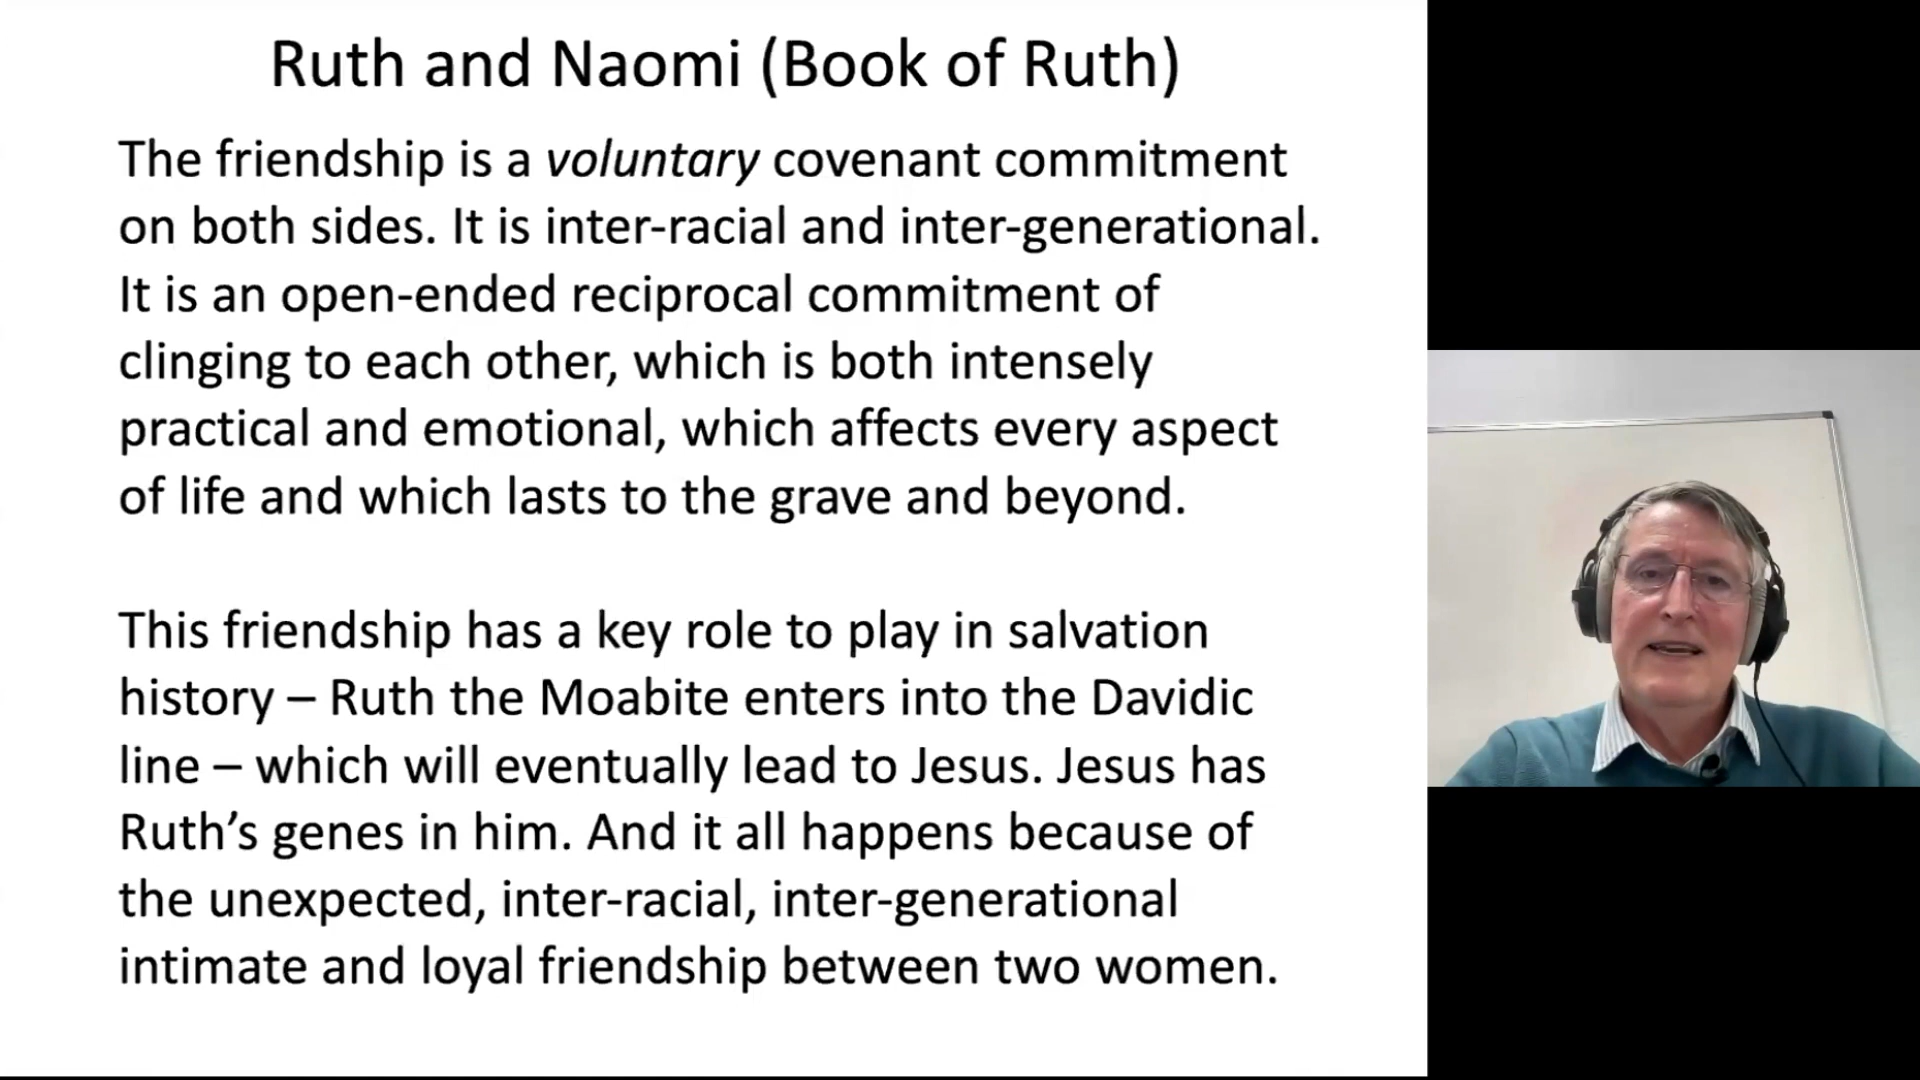 Ruth and Naomi (Book of Ruth)
The friendship is a voluntary covenant commitment
on both sides. It is inter-racial and inter-generational.
It is an open-ended reciprocal commitment of
clinging to each other, which is both intensely
practical and emotional, which affects every aspect
of life and which lasts to the grave and beyond.
This friendship has a key role to play in salvation
history – Ruth the Moabite enters into the Davidic
line – which will eventually lead to Jesus. Jesus has
Ruth’s genes in him. And it all happens because of
the unexpected, inter-racial, inter-generational
intimate and loyal friendship between two women.